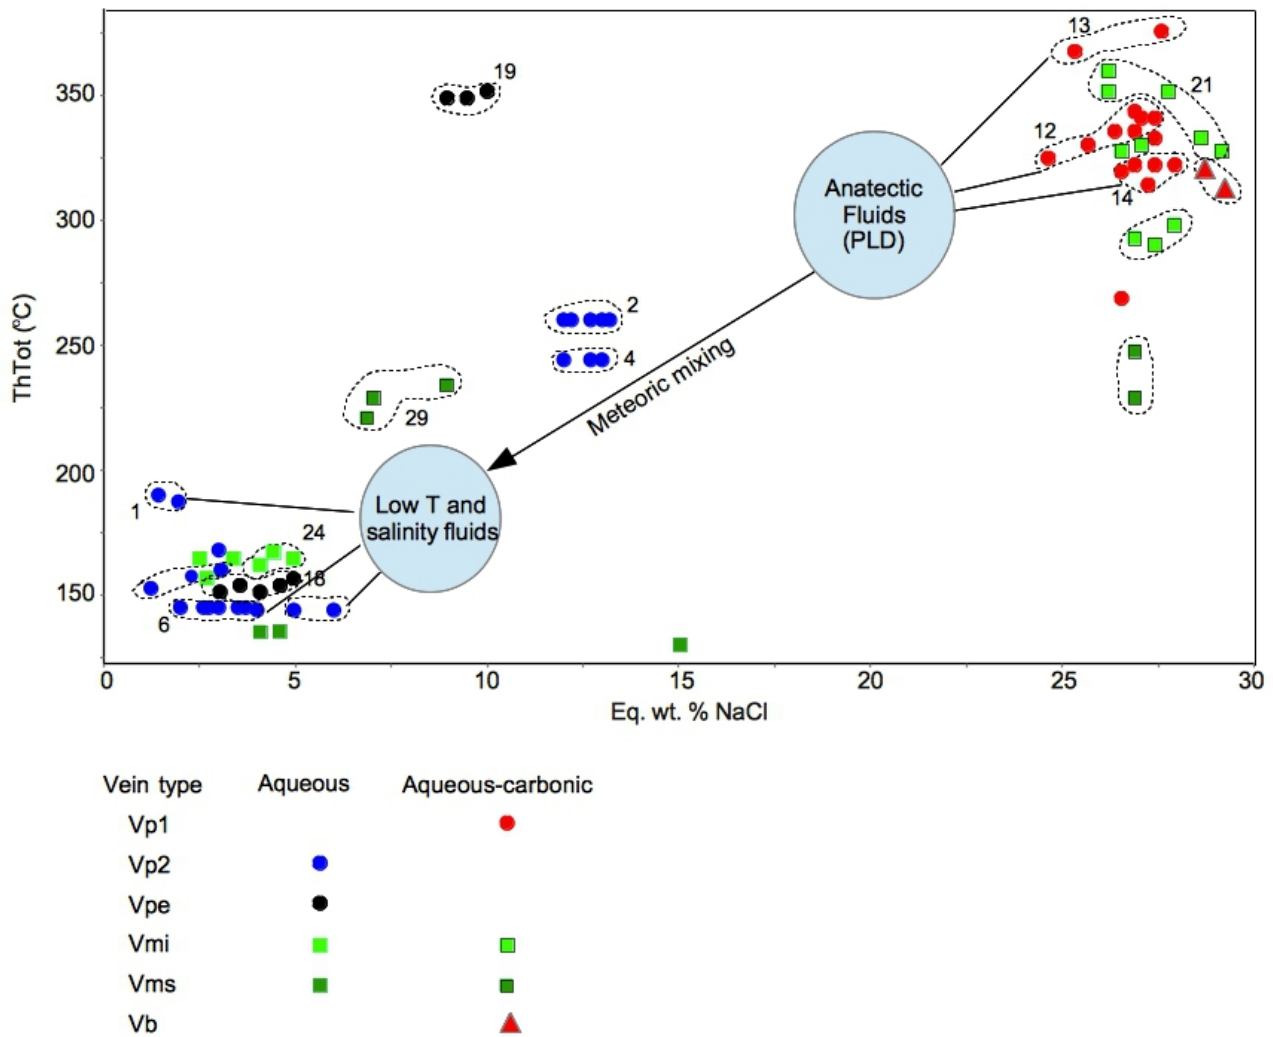 13
19
350
21
12
Anatectic
Fluids
(PLD)
14
300
2
250
4
Meteoric mixing
29
ThTot (ºC)
200
1
Low T and
salinity fluids
24
18
150
6
0 5 10 15 20 25 30
Eq. wt. % NaCl
Vein type Aqueous Aqueous-carbonic
Vp1
Vp2
Vpe
Vmi
Vms
Vb